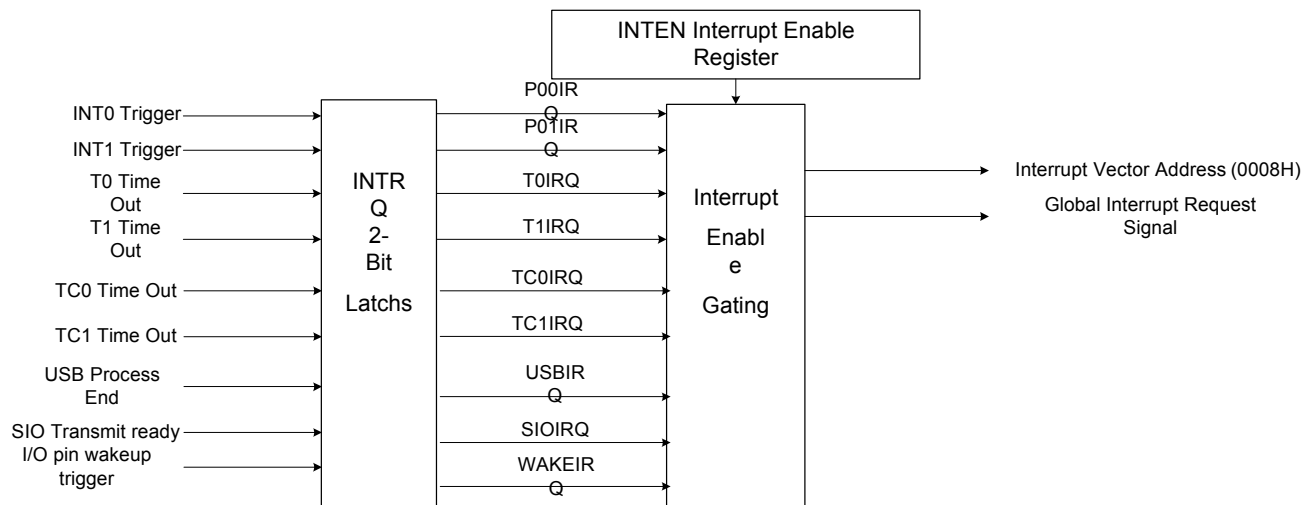 INTEN Interrupt Enable
Register
INT0 Trigger
INT1 Trigger
T0 Time
Out
T1 Time
Out
TC0 Time Out
TC1 Time Out
USB Process
End
SIO Transmit ready
I/O pin wakeup
trigger
INTR
Q
2-
Bit
Latchs
P00IR
Q
P01IR
Q
T0IRQ
T1IRQ
TC0IRQ
TC1IRQ
USBIR
Q
SIOIRQ
WAKEIR
Q
Interrupt
Enabl
e
Gating
Interrupt Vector Address (0008H)
Global Interrupt Request
Signal